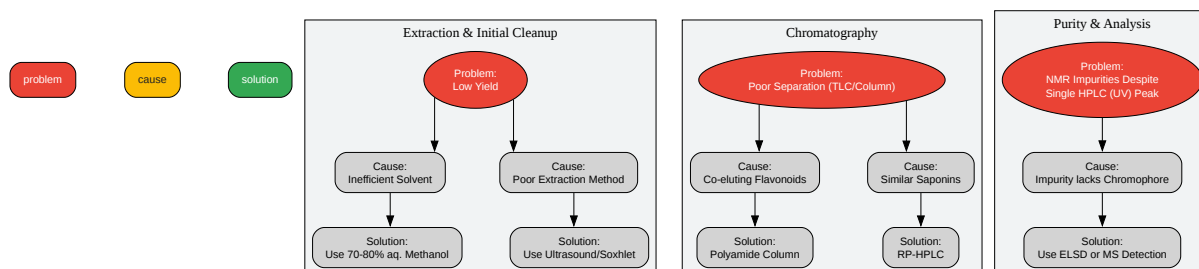 problem
cause
solution
Extraction & Initial Cleanup
Problem:
Low Yield
Cause:
Inefficient Solvent
Cause:
Poor Extraction Method
Solution:
Use 70-80% aq. Methanol
Solution:
Use Ultrasound/Soxhlet
Chromatography
Problem:
Poor Separation (TLC/Column)
Cause:
Co-eluting Flavonoids
Cause:
Similar Saponins
Solution:
Polyamide Column
Solution:
RP-HPLC
Purity & Analysis
Problem:
NMR Impurities Despite
Single HPLC (UV) Peak
Cause:
Impurity lacks Chromophore
Solution:
Use ELSD or MS Detection